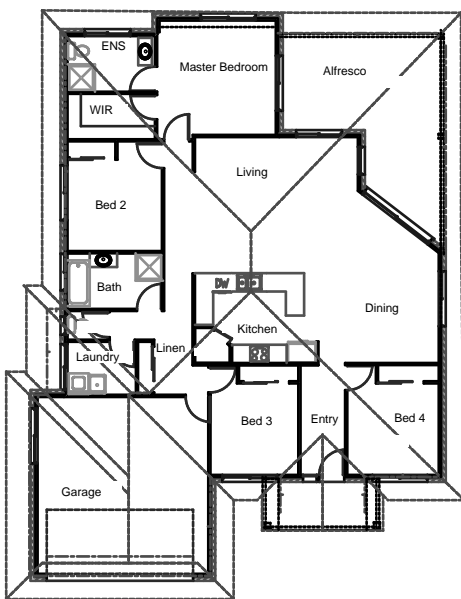 ENS
Master Bedroom
Alfresco
WIR
Living
Bed 2
DW
Bath
Dining
Kitchen
Linen
Laundry
Bed 3
Entry
Bed 4
Garage